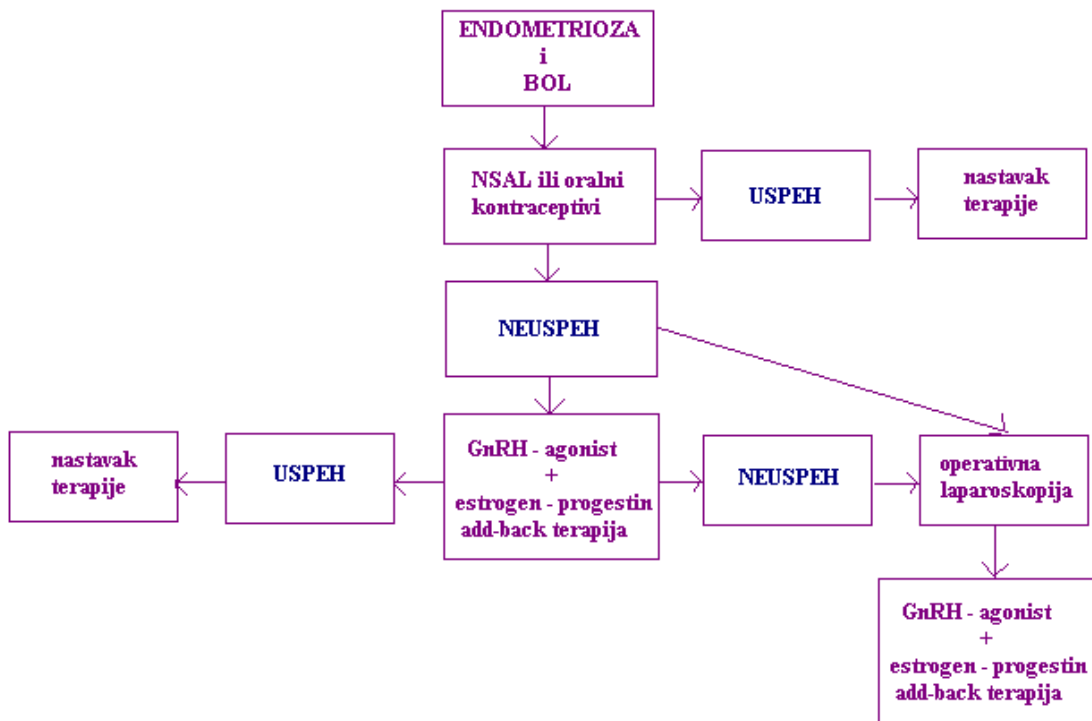 ENDOMETRIOZA
i
BOL
NSAL ili oralni
kontraceptivi
USPEH
nastavak
terapije
NEUSPEH
nastavak
terapije
USPEH
GnRH - agonist
+
estrogen - progestin
add-back terapija
NEUSPEH
operativna
laparoskopija
GnRH - agonist
+
estrogen - progestin
add-back terapija